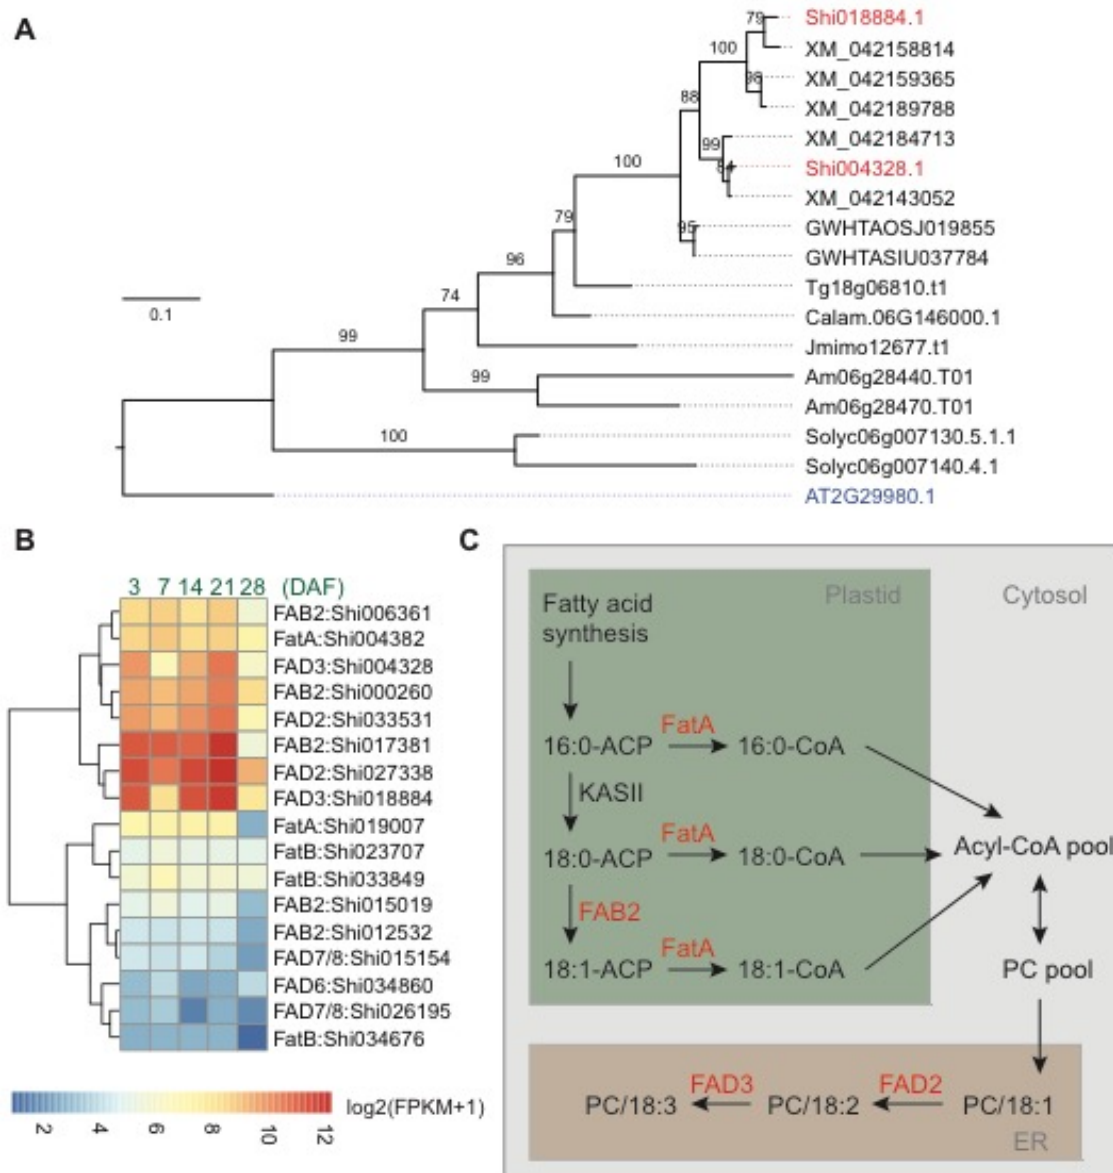 A
79
Shi018884.1
XM_042158814
100
XM_042159365
98
XM_042189788
88
XM_042184713
99
Shi004328.1
100
XM_042143052
79
GWHTAOSJ019855
95
GWHTASIU037784
96
Tg18g06810.t1
74
Calam.06G146000.1
0.1
99
Jmimo12677.t1
99
Am06g28440.T01
Am06g28470.T01
100
Solyc06g007130.5.1.1
Solyc06g007140.4.1
AT2G29980.1
B
3 7 14 21 28 (DAF)
FAB2:Shi006361
FatA:Shi004382
FAD3:Shi004328
FAB2:Shi000260
FAD2:Shi033531
FAB2:Shi017381
FAD2:Shi027338
FAD3:Shi018884
FatA:Shi019007
FatB:Shi023707
FatB:Shi033849
FAB2:Shi015019
FAB2:Shi012532
FAD7/8:Shi015154
FAD6:Shi034860
FAD7/8:Shi026195
FatB:Shi034676
log2(FPKM+1)
2 4 6 8 10 12
C
Plastid
Cytosol
Fatty acid
synthesis
FatA
16:0-ACP 16:0-CoA
KASII
FatA
18:0-ACP 18:0-CoA
Acyl-CoA pool
FAB2
FatA
18:1-ACP 18:1-CoA
PC pool
FAD3 FAD2
PC/18:3 PC/18:2 PC/18:1
ER